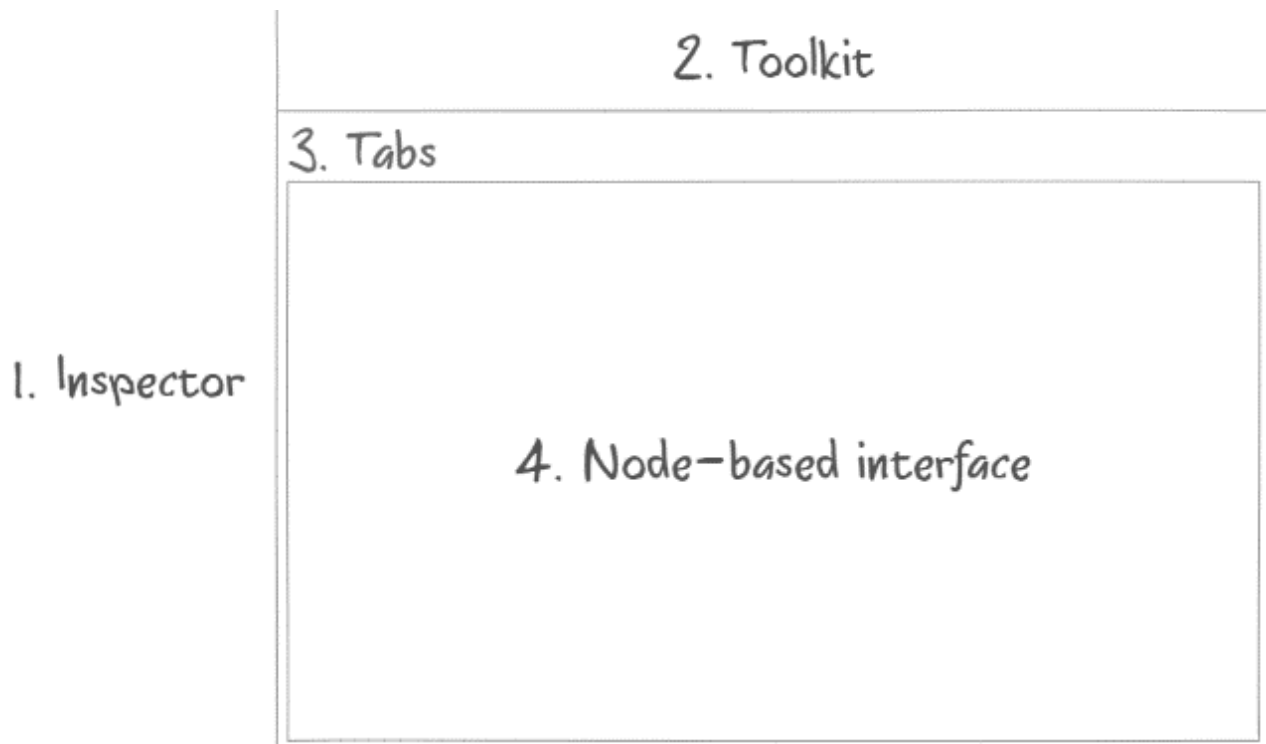 2. Toolkit
3. Tabs
1. Inspector
4. Node-based interface